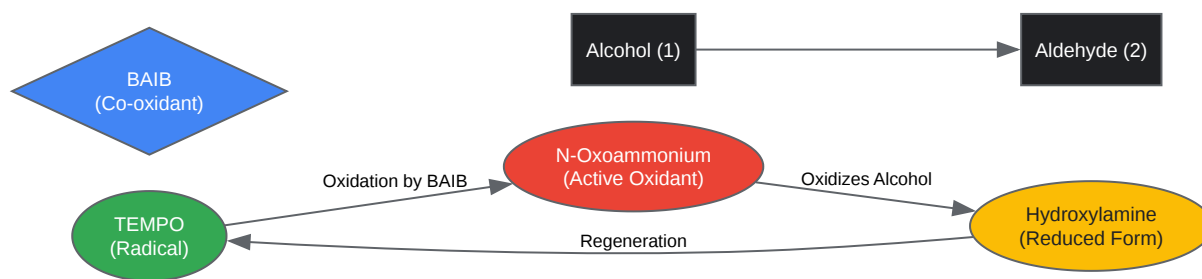 BAIB
(Co-oxidant)
Alcohol (1)
Aldehyde (2)
N-Oxoammonium
(Active Oxidant)
Oxidation by BAIB
Oxidizes Alcohol
TEMPO
(Radical)
Regeneration
Hydroxylamine
(Reduced Form)